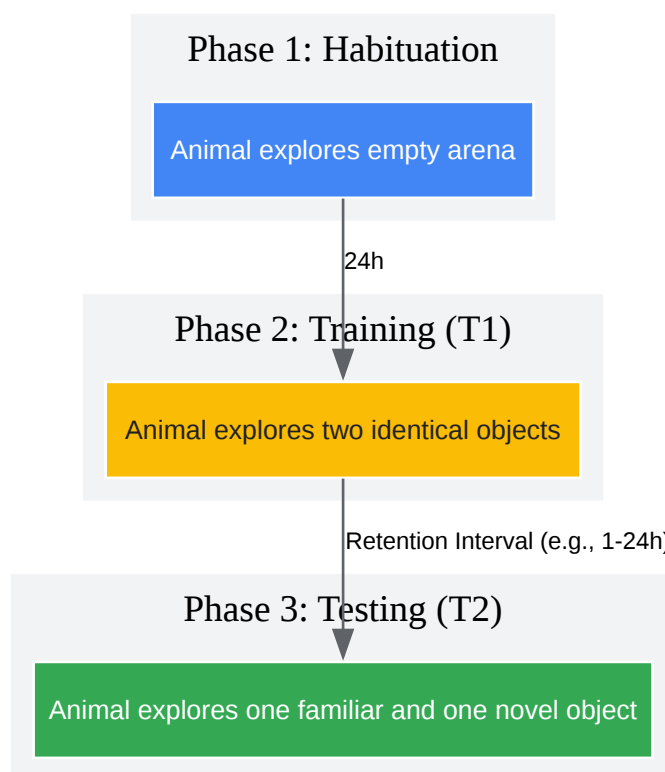 Phase 1: Habituation
Animal explores empty arena
24h
Phase 2: Training (T1)
Animal explores two identical objects
Retention Interval (e.g., 1-24h)
Phase 3: Testing (T2)
Animal explores one familiar and one novel object